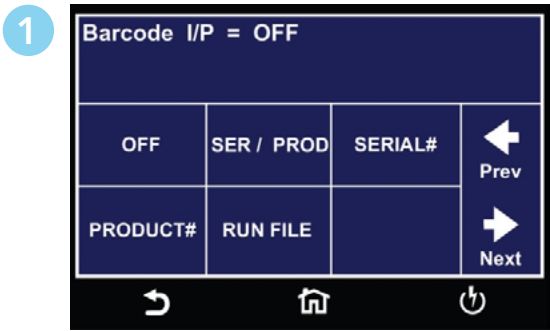 1
Barcode I/P = OFF
OFF
SER / PROD
SERIAL#
Prev
PRODUCT#
RUN FILE
Next